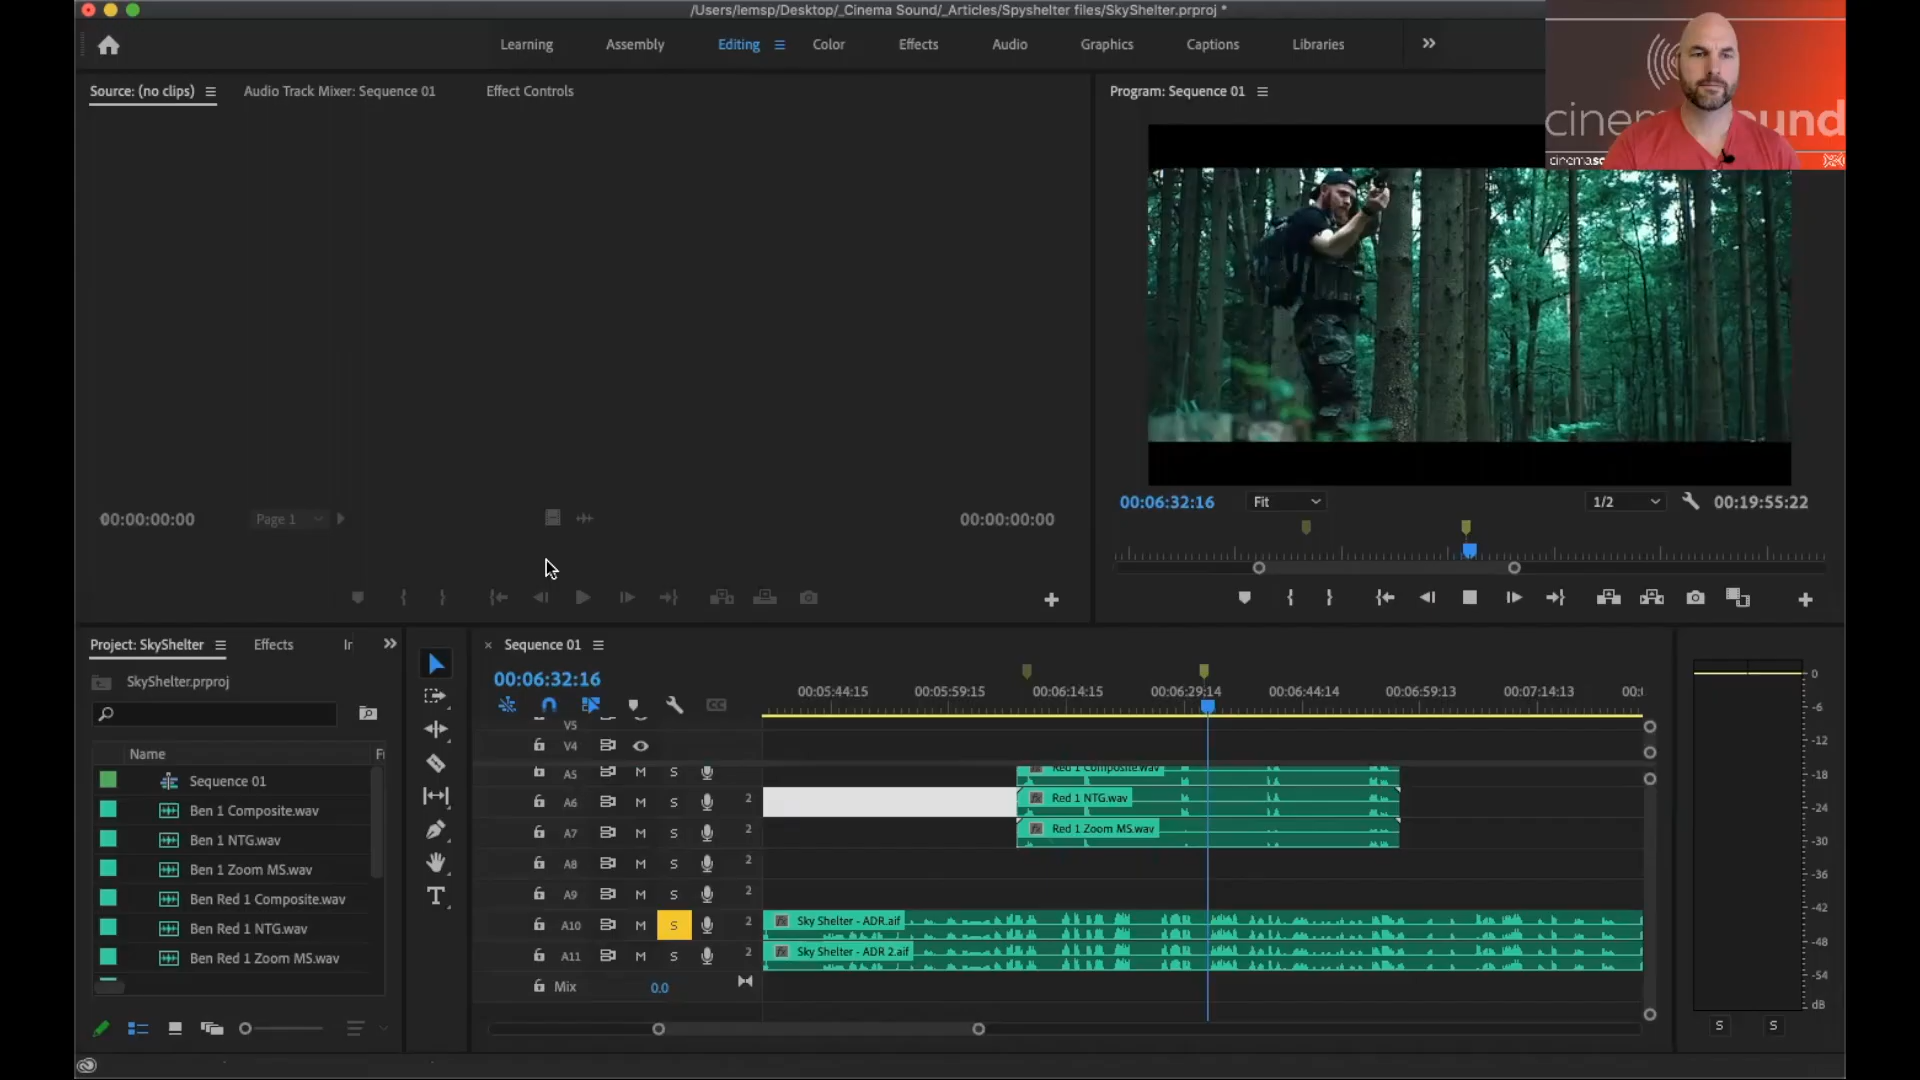 /Users/lemsp/Desktop/_Cinema Sound/_Articles/Spyshelter files/SkyShelter.prproj *
Learning
Assembly
Editing
Color
Effects
Audio
Graphics
Captions
Libraries
Source: (no clips)
Audio Track Mixer: Sequence 01
Effect Controls
Program: Sequence 01
00:00:00:00
Page 1
00:00:00:00
00:06:32:16
Fit
1/2
00:19:55:22
Project: SkyShelter
Effects
SkyShelter.prproj
Name
Sequence 01
Ben 1 Composite.wav
Ben 1 NTG.wav
Ben 1 Zoom MS.wav
Ben Red 1 Composite.wav
Ben Red 1 NTG.wav
Ben Red 1 Zoom MS.wav
Sequence 01
00:06:32:16
00:05:44:15
00:05:59:15
00:06:14:15
00:06:29:14
00:06:44:14
00:06:59:13
00:07:14:13
V5
V4
A5 M S
Red 1 Composite.wav
A6 M S 2
Red 1 NTG.wav
A7 M S 2
Red 1 Zoom MS.wav
A8 M S 2
A9 M S 2
A10 M S 2
Sky Shelter - ADR.aif
A11 M S 2
Sky Shelter - ADR 2.aif
Mix 0.0
0
-6
-12
-18
-24
-30
-36
-42
-48
-54
dB
S S